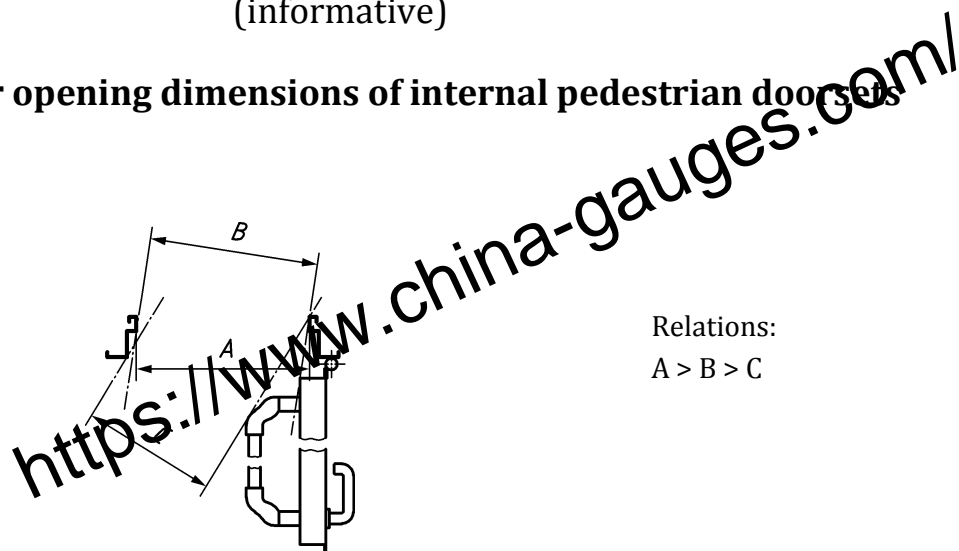 (informative)
opening dimensions of internal pedestrian doorsets
https://www.china-gauges.com/
B
Relations:
A
A > B > C